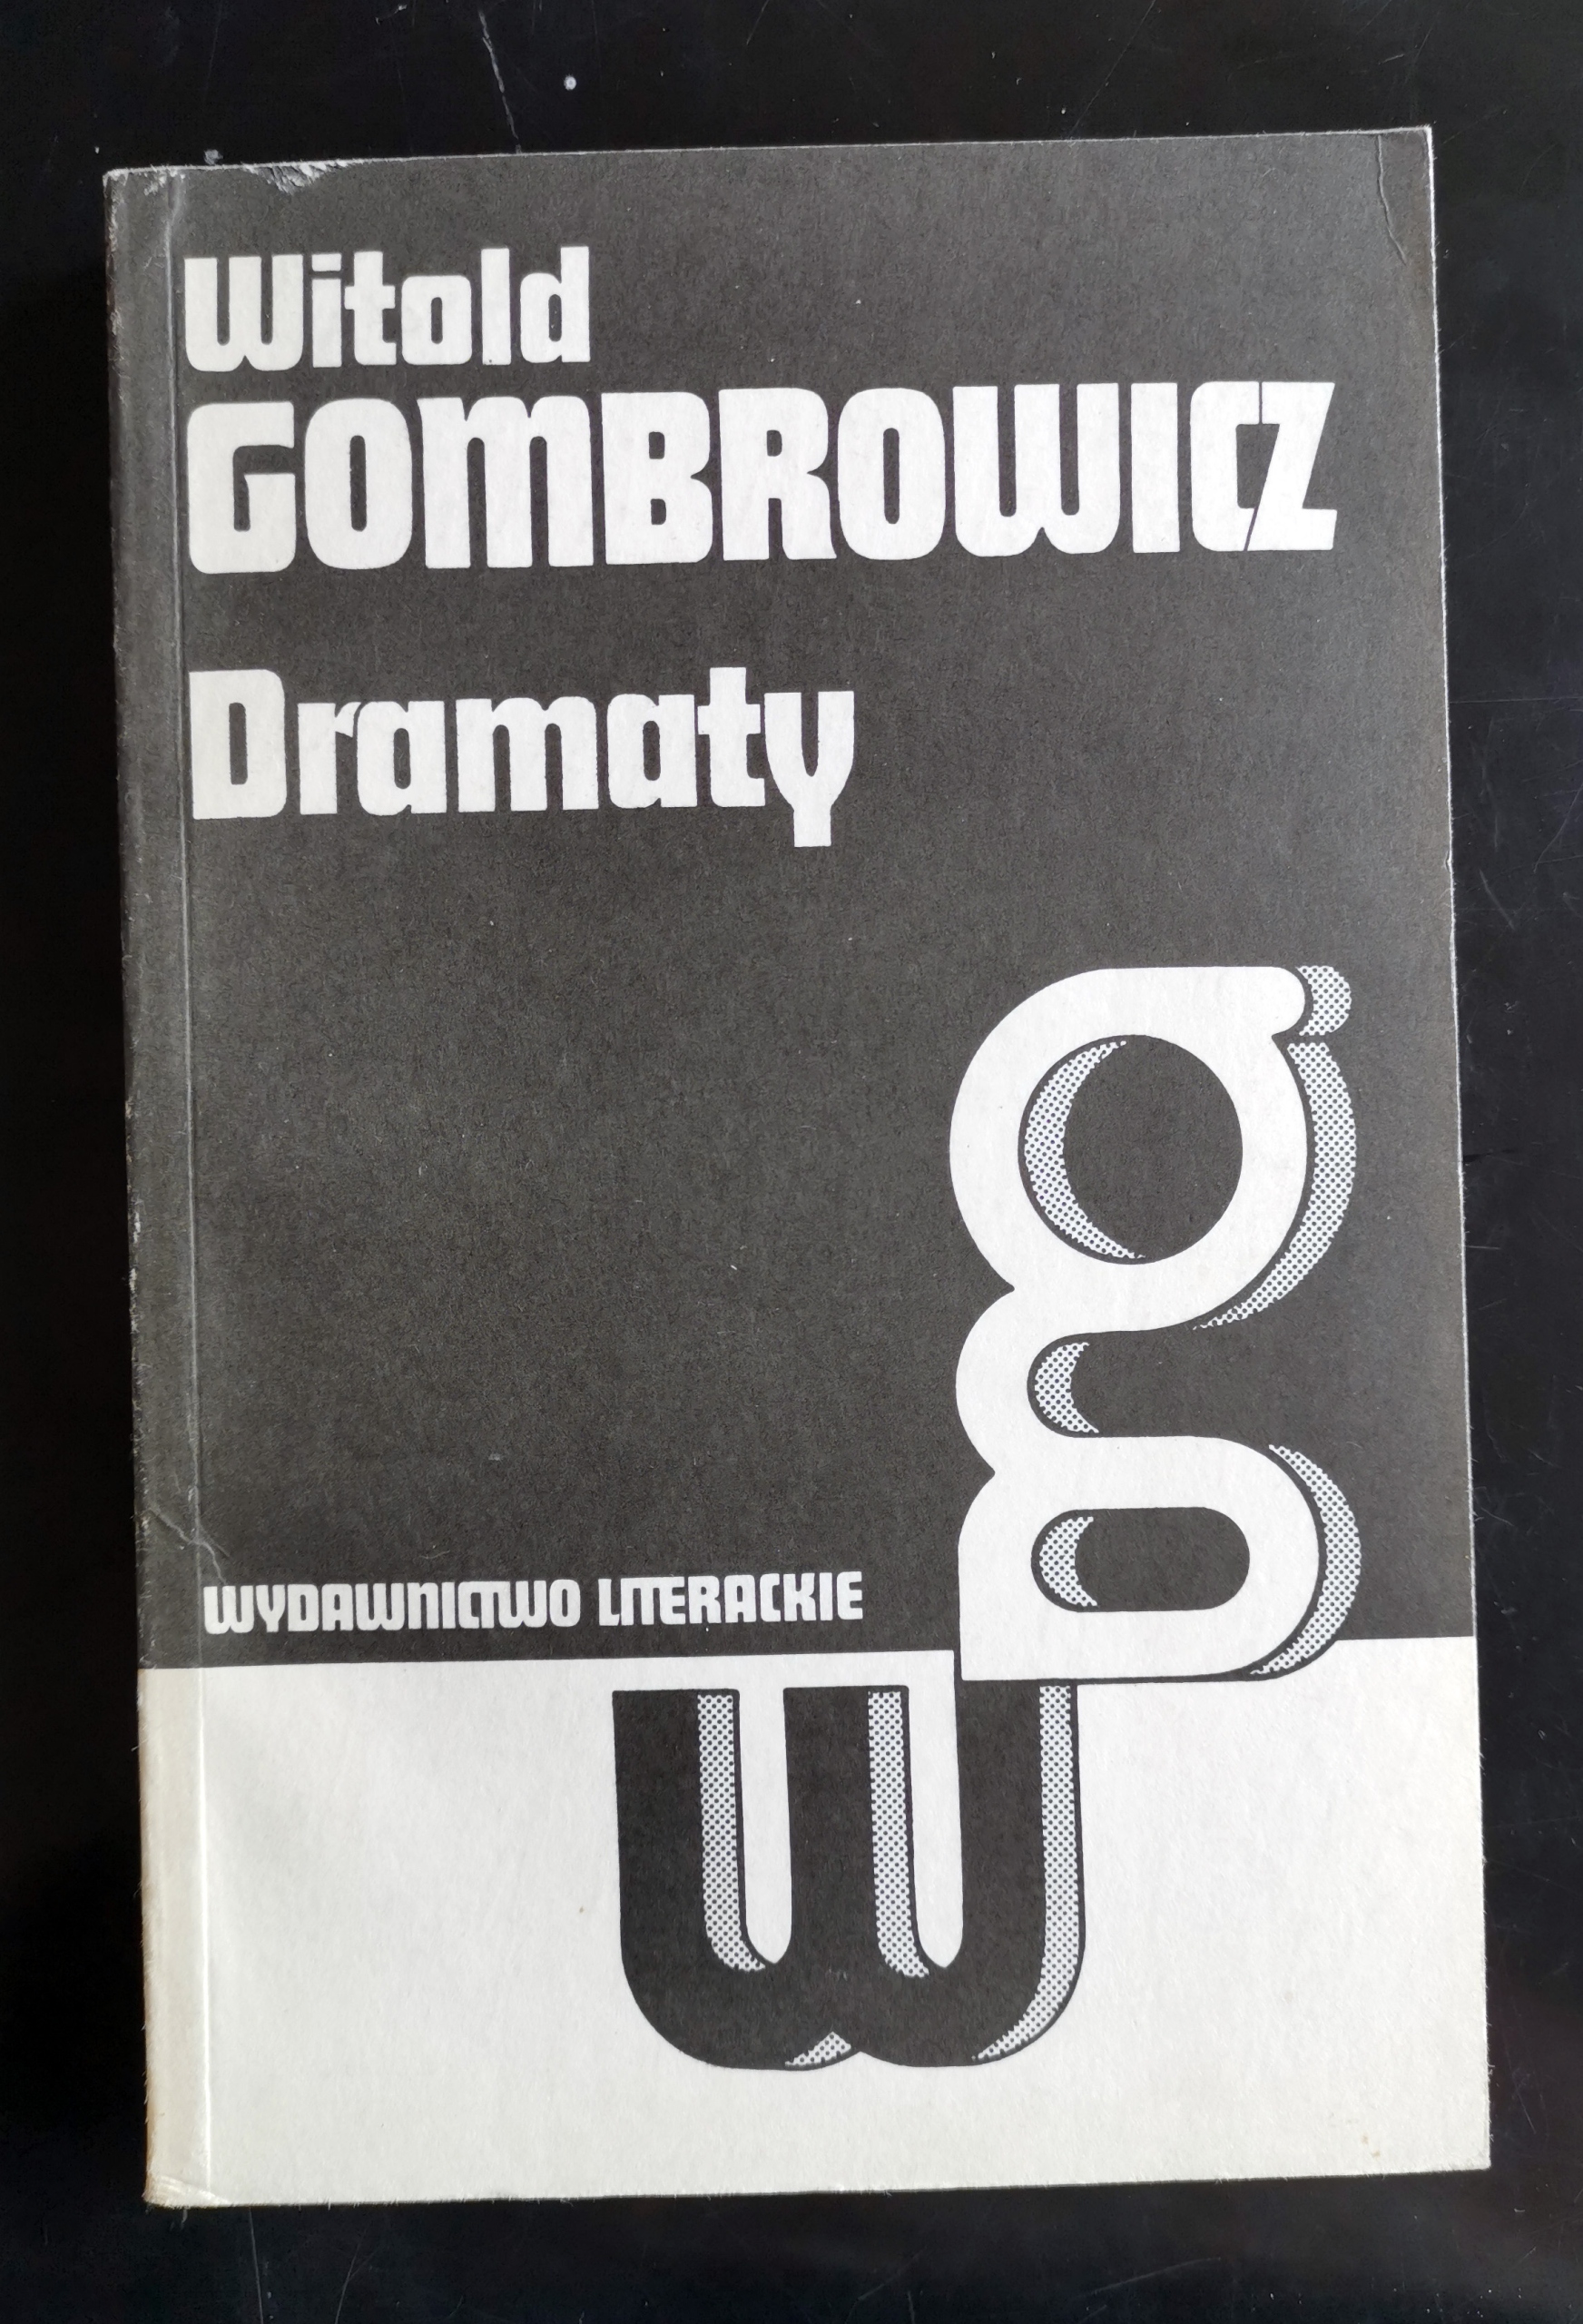 Witold
GOMBROWICZ
Dramaty
WYDAWNICTWO LITERACKIE
g
w